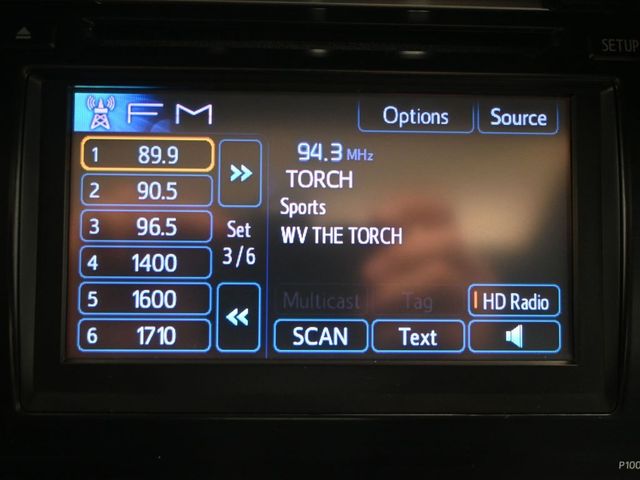 SETUP
FM
Options
Source
1 89.9
2 90.5
3 96.5
4 1400
5 1600
6 1710
>>
Set
3/6
<<
94.3 MHz
TORCH
Sports
WV THE TORCH
Multicast
Tag
HD Radio
SCAN
Text
P100